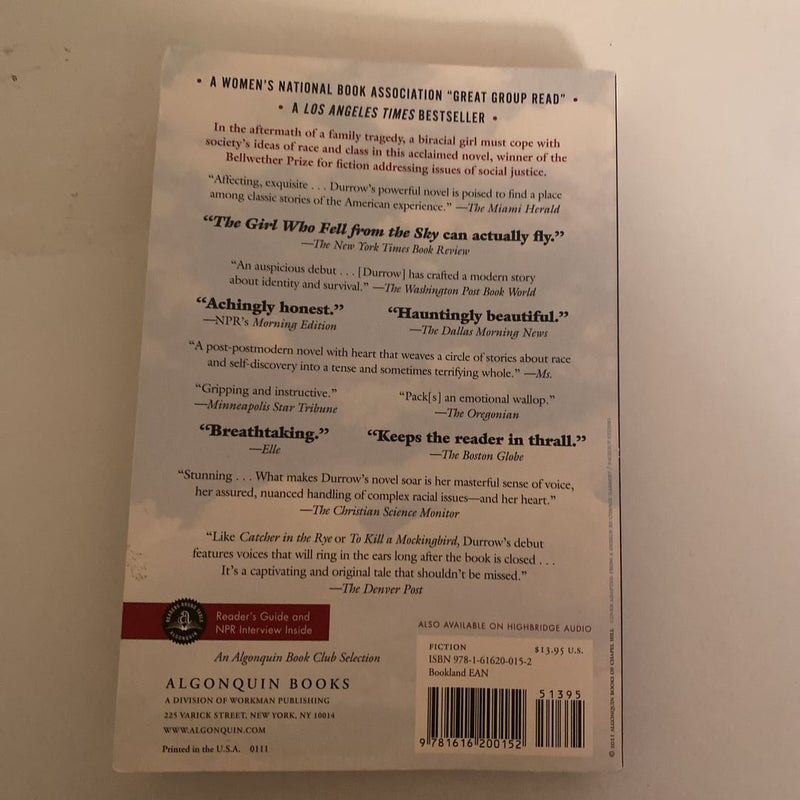 • A WOMEN'S NATIONAL BOOK ASSOCIATION "GREAT GROUP READ" •
• A LOS ANGELES TIMES BESTSELLER •
In the aftermath of a family tragedy, a biracial girl must cope with
society's ideas of race and class in this acclaimed novel, winner of the
Bellwether Prize for fiction addressing issues of social justice.
"Affecting, exquisite . . . Durrow's powerful novel is poised to find a place
among classic stories of the American experience." —The Miami Herald
"The Girl Who Fell from the Sky can actually fly."
—The New York Times Book Review
"An auspicious debut . . . [Durrow] has crafted a modern story
about identity and survival." —The Washington Post Book World
"Achingly honest."
—NPR's Morning Edition
"Hauntingly beautiful."
—The Dallas Morning News
"A post-postmodern novel with heart that weaves a circle of stories about race
and self-discovery into a tense and sometimes terrifying whole." —Ms.
"Gripping and instructive."
—Minneapolis Star Tribune
"Pack[s] an emotional wallop."
—The Oregonian
"Breathtaking."
—Elle
"Keeps the reader in thrall."
—The Boston Globe
"Stunning . . . What makes Durrow's novel soar is her masterful sense of voice,
her assured, nuanced handling of complex racial issues—and her heart."
—The Christian Science Monitor
"Like Catcher in the Rye or To Kill a Mockingbird, Durrow's debut
features voices that will ring in the ears long after the book is closed . . .
It's a captivating and original tale that shouldn't be missed."
—The Denver Post
READERS ROUND TABLE
a
ALGONQUIN
Reader's Guide and
NPR Interview Inside
An Algonquin Book Club Selection
ALGONQUIN BOOKS
A DIVISION OF WORKMAN PUBLISHING
225 VARICK STREET, NEW YORK, NY 10014
WWW.ALGONQUIN.COM
Printed in the U.S.A. 0111
ALSO AVAILABLE ON HIGHBRIDGE AUDIO
FICTION
$13.95 U.S.
ISBN 978-1-61620-015-2
Bookland EAN
51395
9 781616 200152
© 2011 ALGONQUIN BOOKS OF CHAPEL HILL